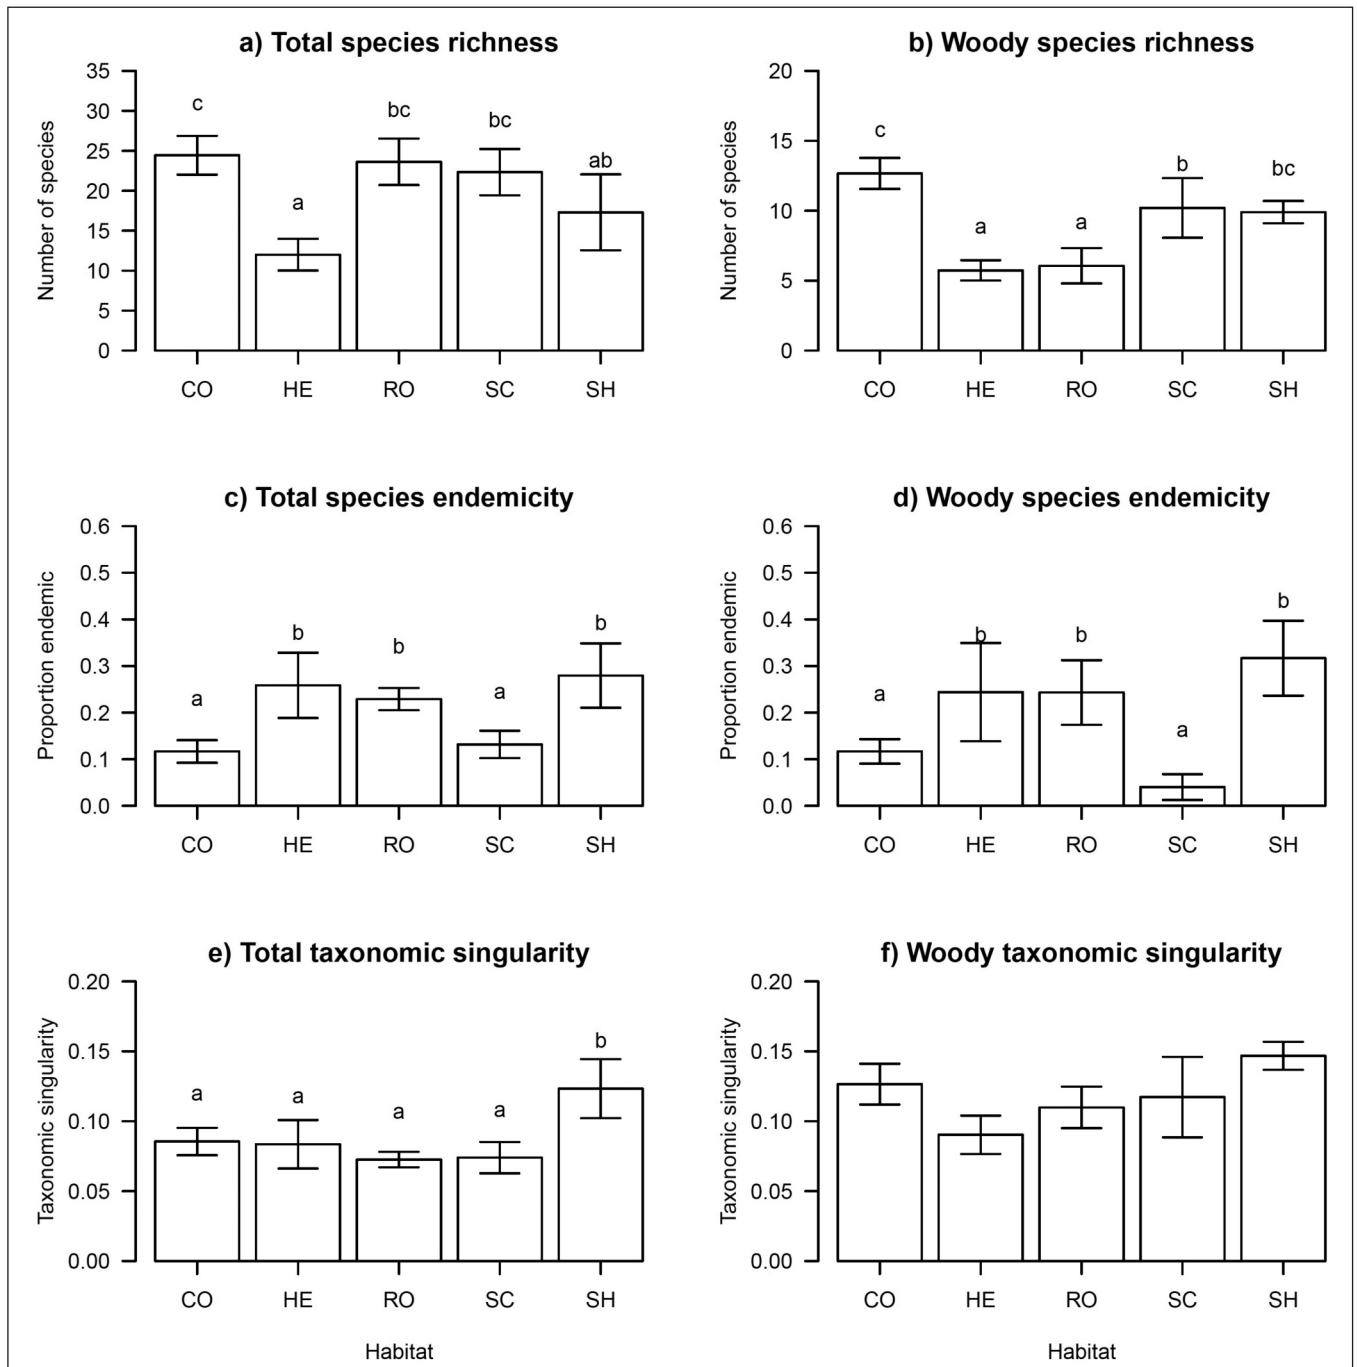 a) Total species richness
Number of species
35
30
25
20
15
10
5
0
c
a
bc
bc
ab
CO HE RO SC SH
b) Woody species richness
Number of species
20
15
10
5
0
c
a
a
b
bc
CO HE RO SC SH
c) Total species endemicity
Proportion endemic
0.6
0.5
0.4
0.3
0.2
0.1
0.0
a
b
b
a
b
CO HE RO SC SH
d) Woody species endemicity
Proportion endemic
0.6
0.5
0.4
0.3
0.2
0.1
0.0
a
b
b
a
b
CO HE RO SC SH
e) Total taxonomic singularity
Taxonomic singularity
0.20
0.15
0.10
0.05
0.00
a
a
a
a
b
CO HE RO SC SH
Habitat
f) Woody taxonomic singularity
Taxonomic singularity
0.20
0.15
0.10
0.05
0.00
CO HE RO SC SH
Habitat